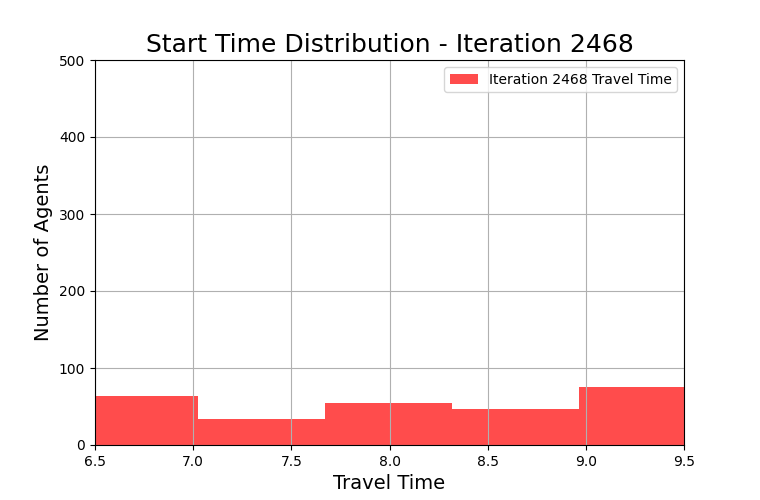 Start Time Distribution - Iteration 2468
Iteration 2468 Travel Time
Number of Agents
500
400
300
200
100
0
6.5 7.0 7.5 8.0 8.5 9.0 9.5
Travel Time